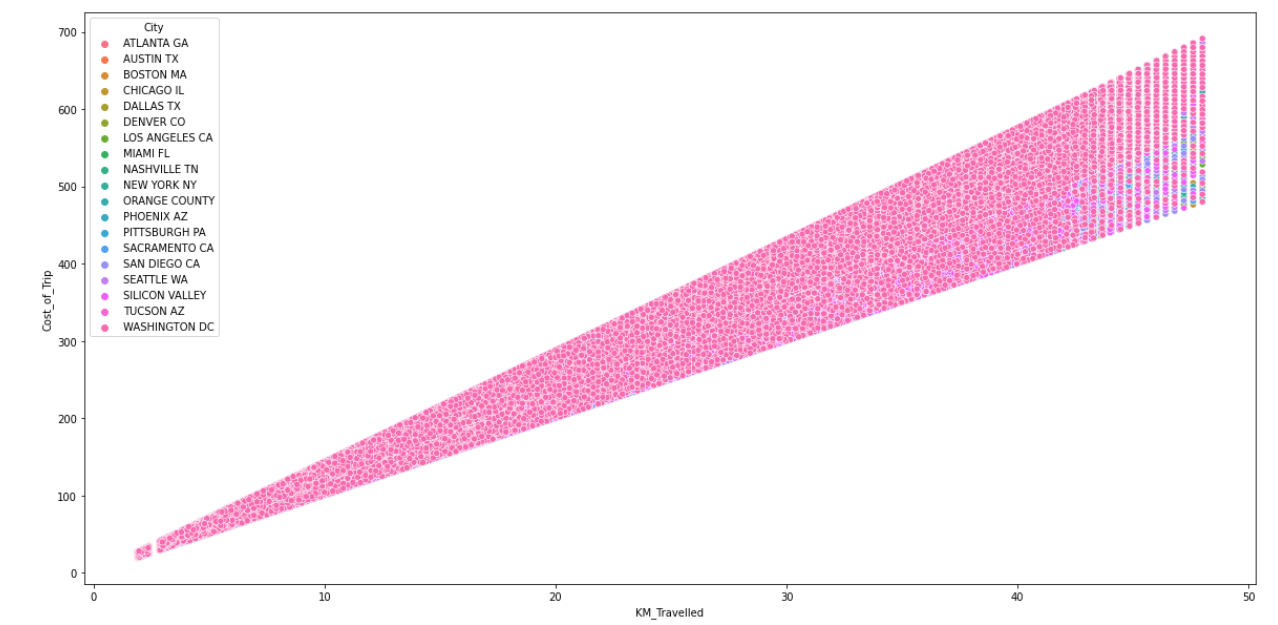 City
ATLANTA GA
AUSTIN TX
BOSTON MA
CHICAGO IL
DALLAS TX
DENVER CO
LOS ANGELES CA
MIAMI FL
NASHVILLE TN
NEW YORK NY
ORANGE COUNTY
PHOENIX AZ
PITTSBURGH PA
SACRAMENTO CA
SAN DIEGO CA
SEATTLE WA
SILICON VALLEY
TUCSON AZ
WASHINGTON DC
Cost_of_Trip
700
600
500
400
300
200
100
0
0 10 20 30 40 50
KM_Travelled